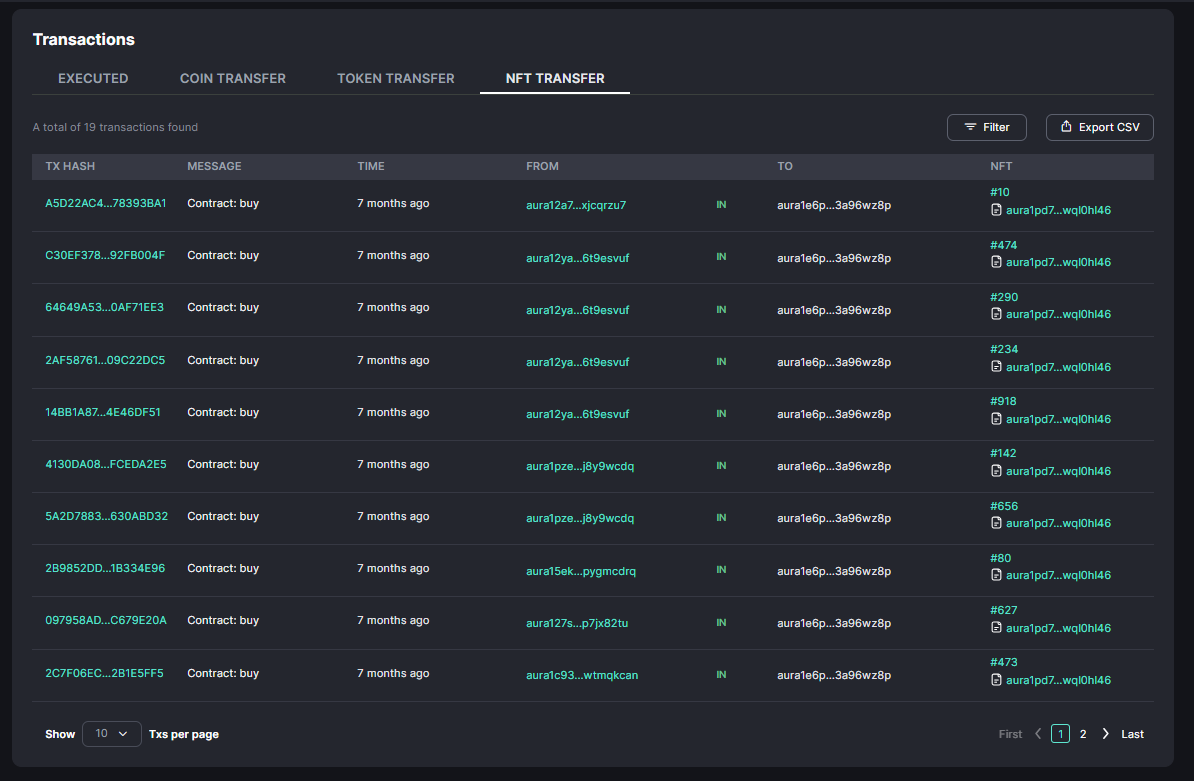 Transactions
EXECUTED COIN TRANSFER TOKEN TRANSFER NFT TRANSFER
A total of 19 transactions found Filter Export CSV
TX HASH MESSAGE TIME FROM TO NFT
#10
A5D22AC4...78393BA1 Contract: buy 7 months ago aura12a7...xjcqrzu7 IN aura1e6p...3a96wz8p
aura1pd7...wql0hl46
#474
C30EF378...92FB004F Contract: buy 7 months ago aura12ya...6t9esvuf IN aura1e6p...3a96wz8p
aura1pd7...wql0hl46
#290
64649A53...0AF71EE3 Contract: buy 7 months ago aura12ya...6t9esvuf IN aura1e6p...3a96wz8p
aura1pd7...wql0hl46
#234
2AF58761...09C22DC5 Contract: buy 7 months ago aura12ya...6t9esvuf IN aura1e6p...3a96wz8p
aura1pd7...wql0hl46
#918
14BB1A87...4E46DF51 Contract: buy 7 months ago aura12ya...6t9esvuf IN aura1e6p...3a96wz8p
aura1pd7...wql0hl46
#142
4130DA08...FCEDA2E5 Contract: buy 7 months ago aura1pze...j8y9wcdq IN aura1e6p...3a96wz8p
aura1pd7...wql0hl46
#656
5A2D7883...630ABD32 Contract: buy 7 months ago aura1pze...j8y9wcdq IN aura1e6p...3a96wz8p
aura1pd7...wql0hl46
#80
2B9852DD...1B334E96 Contract: buy 7 months ago aura15ek...pygmcdrq IN aura1e6p...3a96wz8p
aura1pd7...wql0hl46
#627
097958AD...C679E20A Contract: buy 7 months ago aura127s...p7jx82tu IN aura1e6p...3a96wz8p
aura1pd7...wql0hl46
#473
2C7F06EC...2B1E5FF5 Contract: buy 7 months ago aura1c93...wtmqkcan IN aura1e6p...3a96wz8p
aura1pd7...wql0hl46
Show 10 Txs per page First 1 2 Last